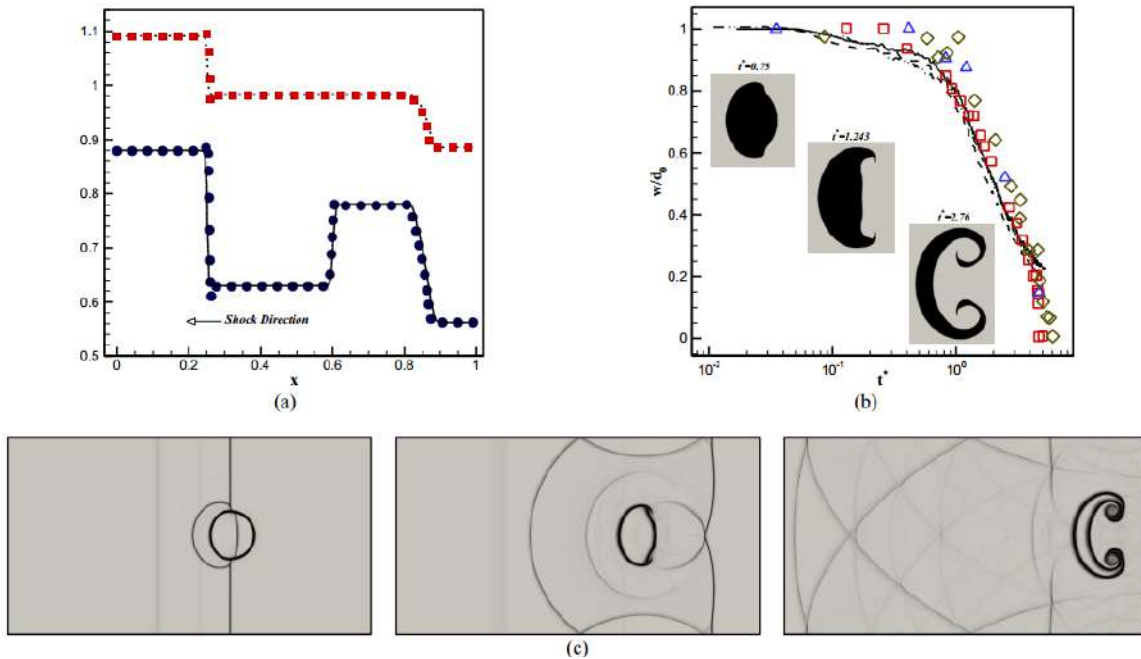 1.1
1
0.9
0.8
0.7
0.6
0.5
Shock Direction
0 0.2 0.4 0.6 0.8 1
x
(a)
w/d₀
1
0.8
0.6
0.4
0.2
0
t*=0.75
t*=1.243
t*=2.76
10⁻² 10⁻¹ 10⁰
t*
(b)
(c)